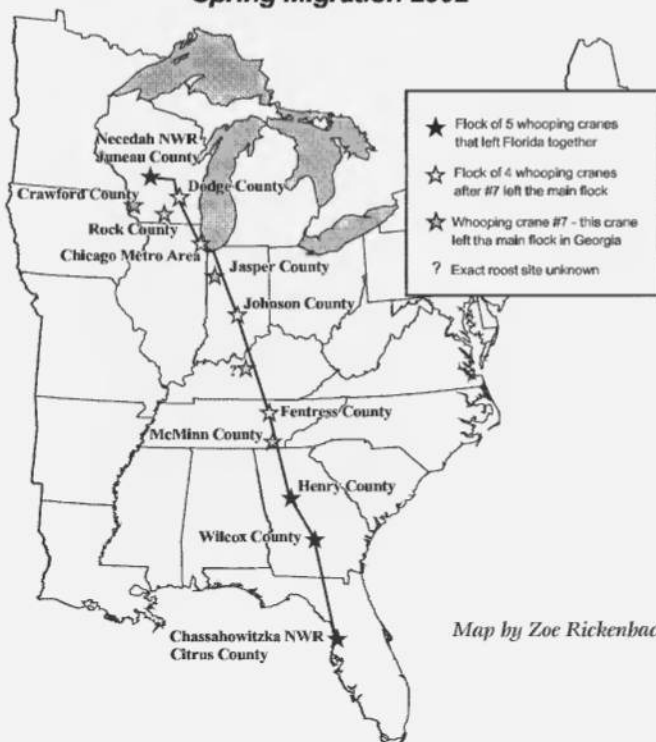 Spring Migration 2002
★ Flock of 5 whooping cranes
that left Florida together
☆ Flock of 4 whooping cranes
after #7 left the main flock
☆ Whooping crane #7 - this crane
left tha main flock in Georgia
? Exact roost site unknown
Necedah NWR
Juneau County
Crawford County
Dodge County
Rock County
Chicago Metro Area
Jasper County
Johnson County
?
Fentress County
McMinn County
Henry County
Wilcox County
Chassahowitzka NWR
Citrus County
Map by Zoe Rickenbac